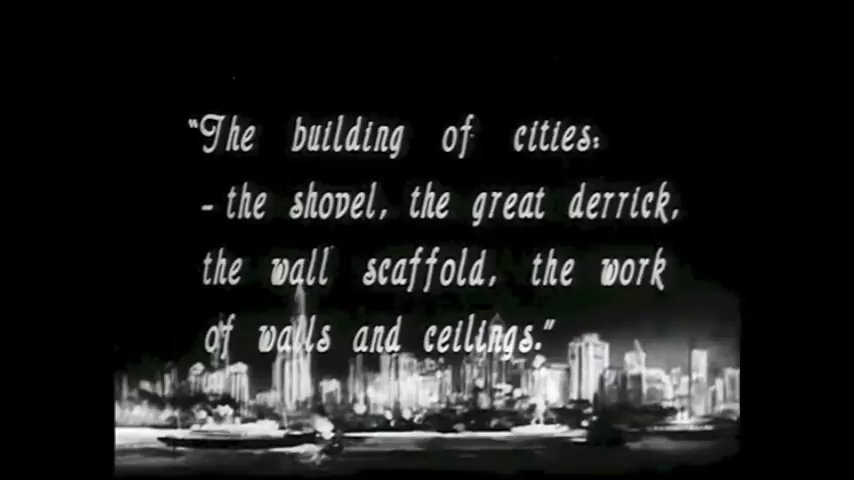 "The building of cities:
- the shovel, the great derrick,
the wall scaffold, the work
of walls and ceilings."